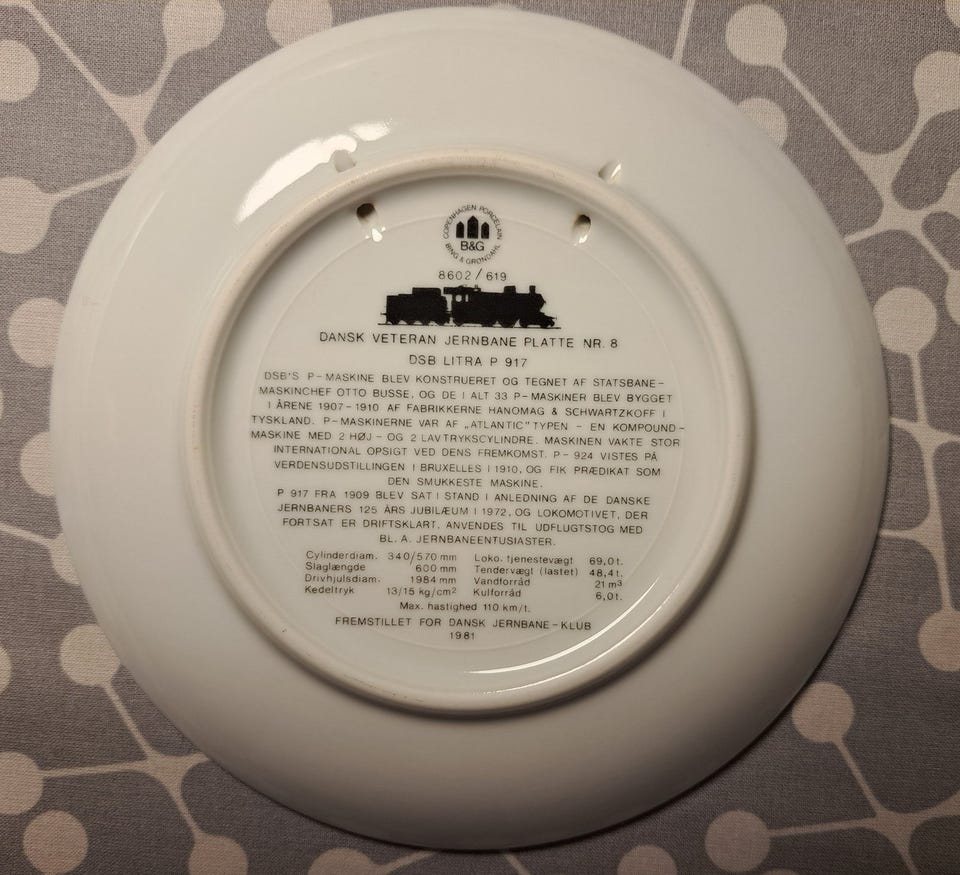 COPENHAGEN PORCELAIN
B&G
BING & GRØNDAHL
8602/619
DANSK VETERAN JERNBANE PLATTE NR. 8
DSB LITRA P 917
DSB'S P-MASKINE BLEV KONSTRUERET OG TEGNET AF STATSBANE-
MASKINCHEF OTTO BUSSE, OG DE I ALT 33 P-MASKINER BLEV BYGGET
I ÅRENE 1907-1910 AF FABRIKKERNE HANOMAG & SCHWARTZKOFF I
TYSKLAND. P-MASKINERNE VAR AF „ATLANTIC" TYPEN - EN KOMPOUND-
MASKINE MED 2 HØJ- OG 2 LAVTRYKSCYLINDRE. MASKINEN VAKTE STOR
INTERNATIONAL OPSIGT VED DENS FREMKOMST. P-924 VISTES PÅ
VERDENSUDSTILLINGEN I BRUXELLES I 1910, OG FIK PRÆDIKAT SOM
DEN SMUKKESTE MASKINE.
P 917 FRA 1909 BLEV SAT I STAND I ANLEDNING AF DE DANSKE
JERNBANERS 125 ÅRS JUBILÆUM I 1972, OG LOKOMOTIVET, DER
FORTSAT ER DRIFTSKLART, ANVENDES TIL UDFLUGTSTOG MED
BL. A. JERNBANEENTUSIASTER.
Cylinderdiam. 340/570 mm Loko. tjenestevægt 69,0 t.
Slaglængde 600 mm Tendervægt (lastet) 48,4 t.
Drivhjulsdiam. 1984 mm Vandforråd 21 m³
Kedeltryk 13/15 kg/cm² Kulforråd 6,0 t.
Max. hastighed 110 km/t.
FREMSTILLET FOR DANSK JERNBANE-KLUB
1981